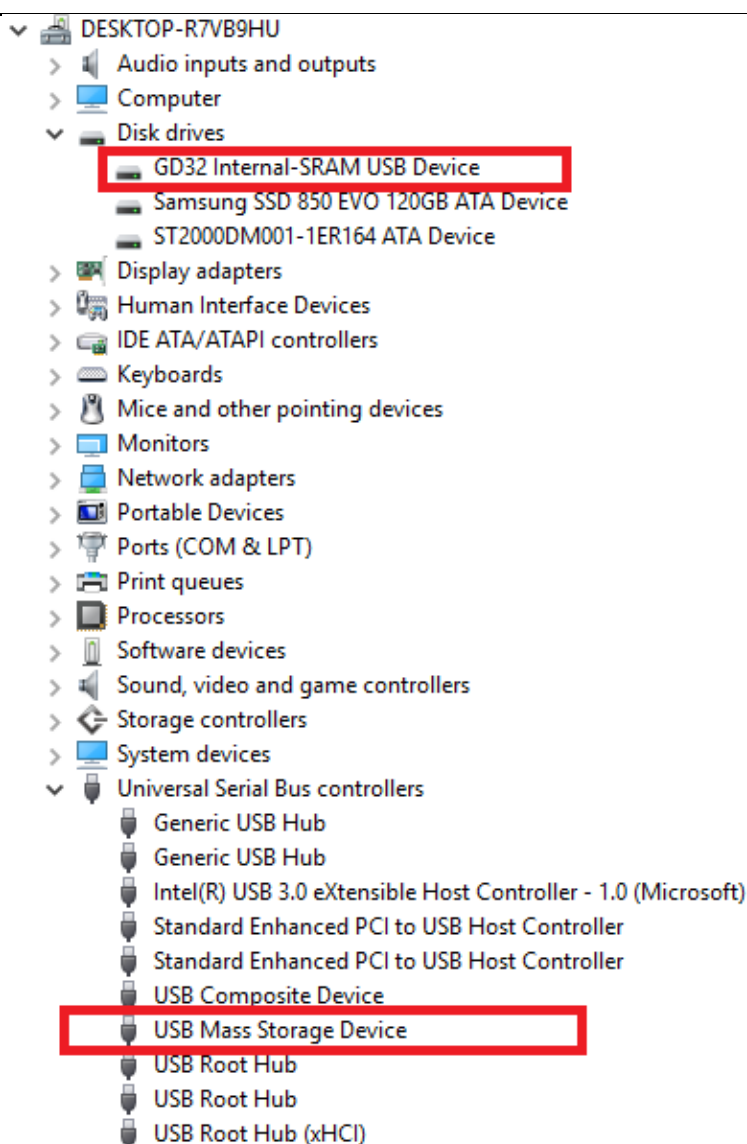 DESKTOP-R7VB9HU
Audio inputs and outputs
Computer
Disk drives
GD32 Internal-SRAM USB Device
Samsung SSD 850 EVO 120GB ATA Device
ST2000DM001-1ER164 ATA Device
Display adapters
Human Interface Devices
IDE ATA/ATAPI controllers
Keyboards
Mice and other pointing devices
Monitors
Network adapters
Portable Devices
Ports (COM & LPT)
Print queues
Processors
Software devices
Sound, video and game controllers
Storage controllers
System devices
Universal Serial Bus controllers
Generic USB Hub
Generic USB Hub
Intel(R) USB 3.0 eXtensible Host Controller - 1.0 (Microsoft)
Standard Enhanced PCI to USB Host Controller
Standard Enhanced PCI to USB Host Controller
USB Composite Device
USB Mass Storage Device
USB Root Hub
USB Root Hub
USB Root Hub (xHCI)